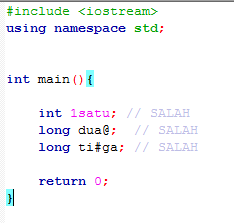 #include <iostream>
using namespace std;
int main(){
int 1satu; // SALAH
long dua@; // SALAH
long ti#ga; // SALAH
return 0;
}